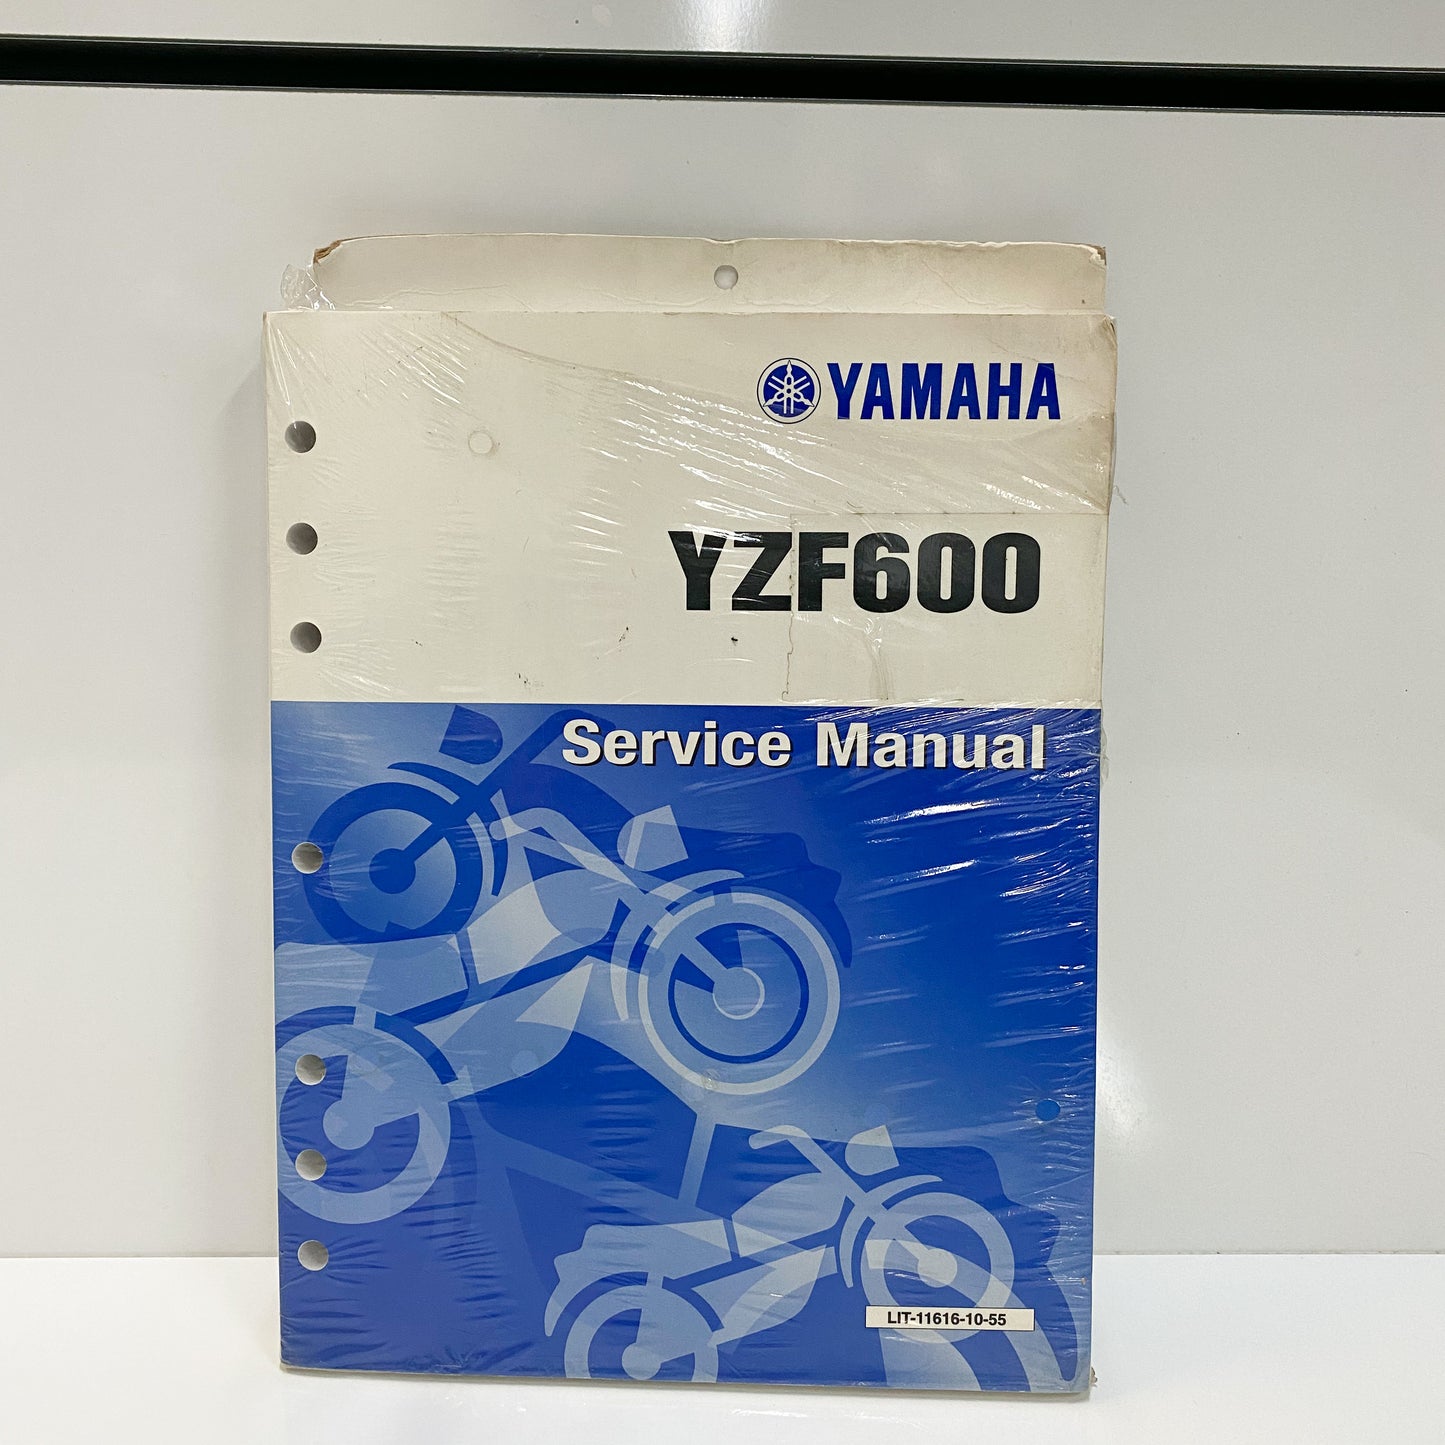 YAMAHA
YZF600
Service Manual
LIT-11616-10-55